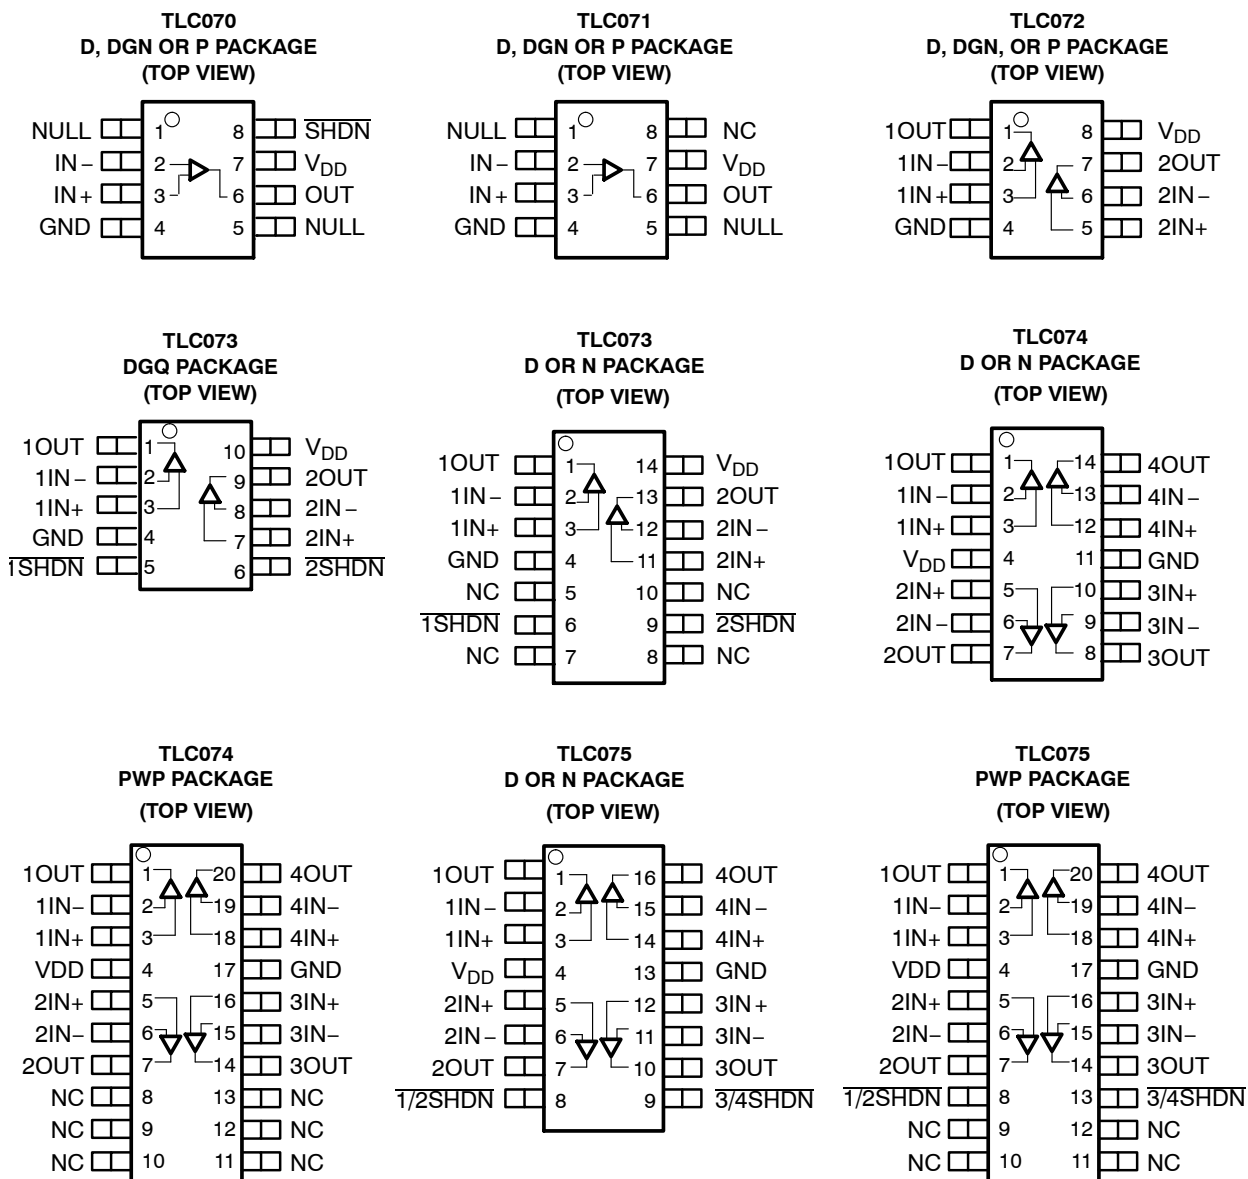 TLC070
D, DGN OR P PACKAGE
(TOP VIEW)
NULL 1 8 SHDN
IN− 2 7 VDD
IN+ 3 6 OUT
GND 4 5 NULL
TLC071
D, DGN OR P PACKAGE
(TOP VIEW)
NULL 1 8 NC
IN− 2 7 VDD
IN+ 3 6 OUT
GND 4 5 NULL
TLC072
D, DGN, OR P PACKAGE
(TOP VIEW)
1OUT 1 8 VDD
1IN− 2 7 2OUT
1IN+ 3 6 2IN−
GND 4 5 2IN+
TLC073
DGQ PACKAGE
(TOP VIEW)
1OUT 1 10 VDD
1IN− 2 9 2OUT
1IN+ 3 8 2IN−
GND 4 7 2IN+
1SHDN 5 6 2SHDN
TLC073
D OR N PACKAGE
(TOP VIEW)
1OUT 1 14 VDD
1IN− 2 13 2OUT
1IN+ 3 12 2IN−
GND 4 11 2IN+
NC 5 10 NC
1SHDN 6 9 2SHDN
NC 7 8 NC
TLC074
D OR N PACKAGE
(TOP VIEW)
1OUT 1 14 4OUT
1IN− 2 13 4IN−
1IN+ 3 12 4IN+
VDD 4 11 GND
2IN+ 5 10 3IN+
2IN− 6 9 3IN−
2OUT 7 8 3OUT
TLC074
PWP PACKAGE
(TOP VIEW)
1OUT 1 20 4OUT
1IN− 2 19 4IN−
1IN+ 3 18 4IN+
VDD 4 17 GND
2IN+ 5 16 3IN+
2IN− 6 15 3IN−
2OUT 7 14 3OUT
NC 8 13 NC
NC 9 12 NC
NC 10 11 NC
TLC075
D OR N PACKAGE
(TOP VIEW)
1OUT 1 16 4OUT
1IN− 2 15 4IN−
1IN+ 3 14 4IN+
VDD 4 13 GND
2IN+ 5 12 3IN+
2IN− 6 11 3IN−
2OUT 7 10 3OUT
1/2SHDN 8 9 3/4SHDN
TLC075
PWP PACKAGE
(TOP VIEW)
1OUT 1 20 4OUT
1IN− 2 19 4IN−
1IN+ 3 18 4IN+
VDD 4 17 GND
2IN+ 5 16 3IN+
2IN− 6 15 3IN−
2OUT 7 14 3OUT
1/2SHDN 8 13 3/4SHDN
NC 9 12 NC
NC 10 11 NC